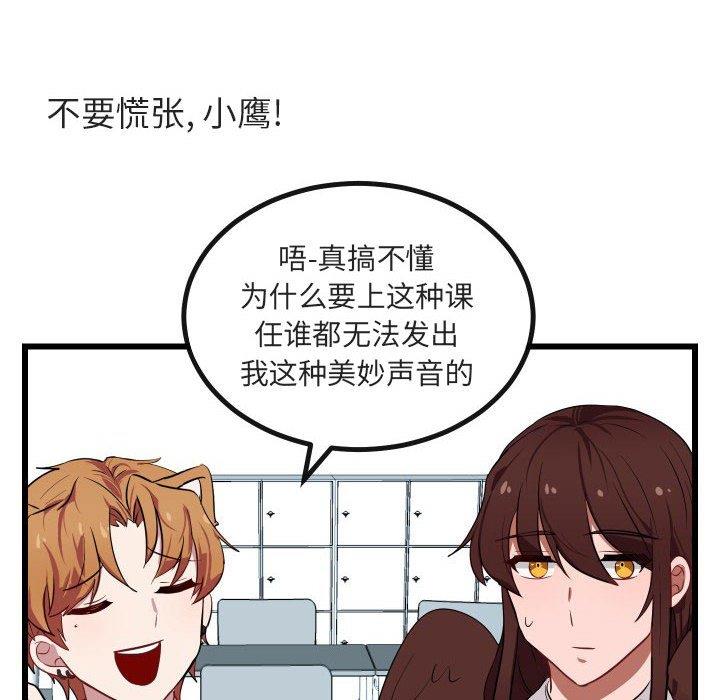 不要慌张, 小鹰!
唔-真搞不懂
为什么要上这种课
任谁都无法发出
我这种美妙声音的